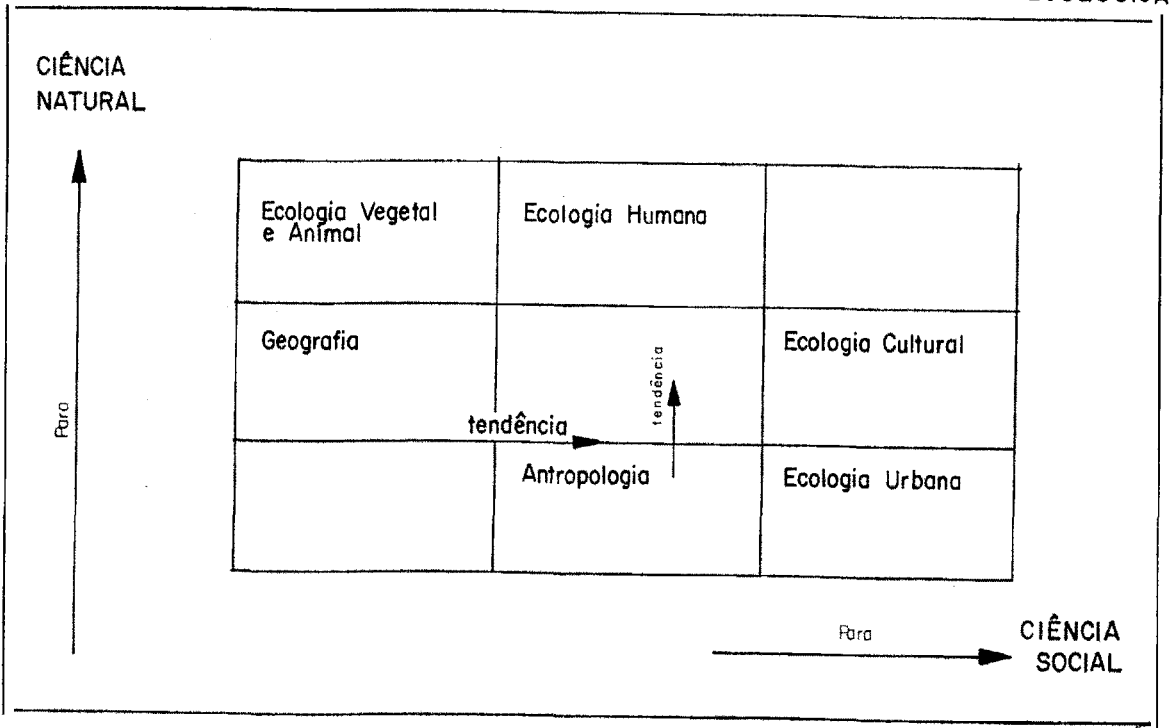 CIÊNCIA
NATURAL
Para
Ecologia Vegetal
e Animal
Ecologia Humana
Geografia
tendência
Ecologia Cultural
tendência
Antropologia
Ecologia Urbana
Para
CIÊNCIA
SOCIAL